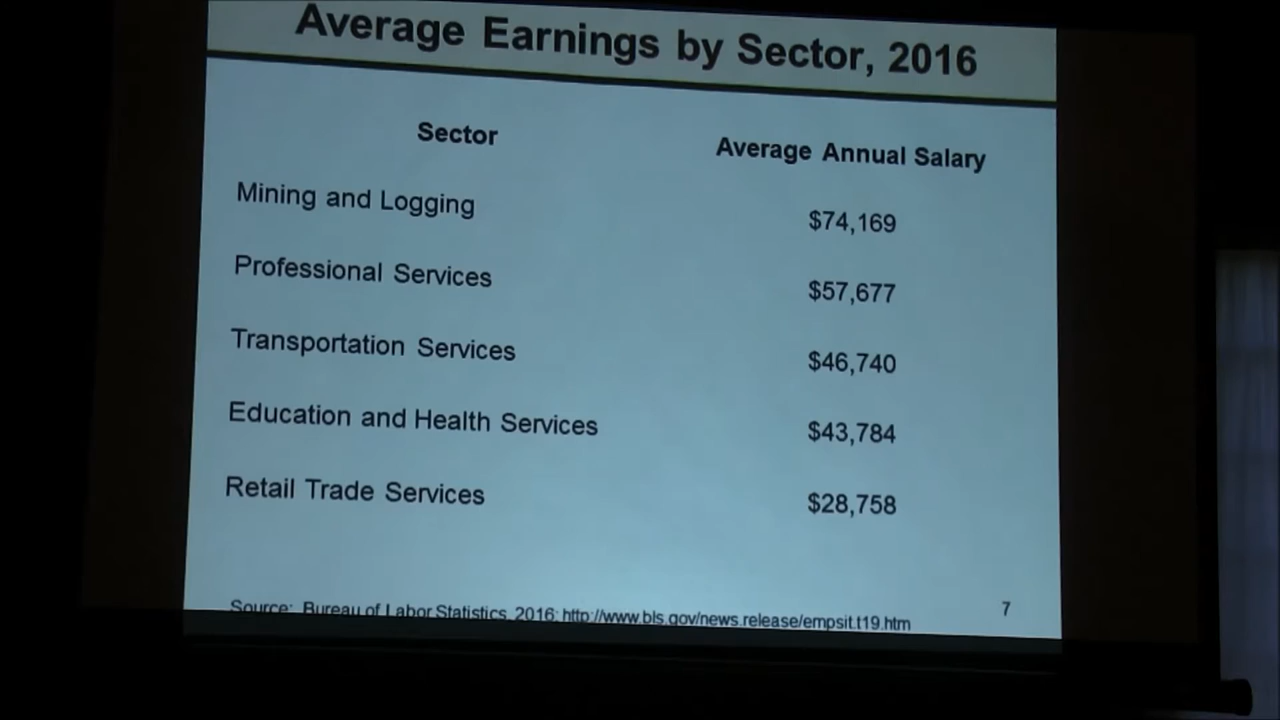 Average Earnings by Sector, 2016
Sector Average Annual Salary
Mining and Logging $74,169
Professional Services $57,677
Transportation Services $46,740
Education and Health Services $43,784
Retail Trade Services $28,758
Source: Bureau of Labor Statistics, 2016; http://www.bls.gov/news.release/empsit.t19.htm
7